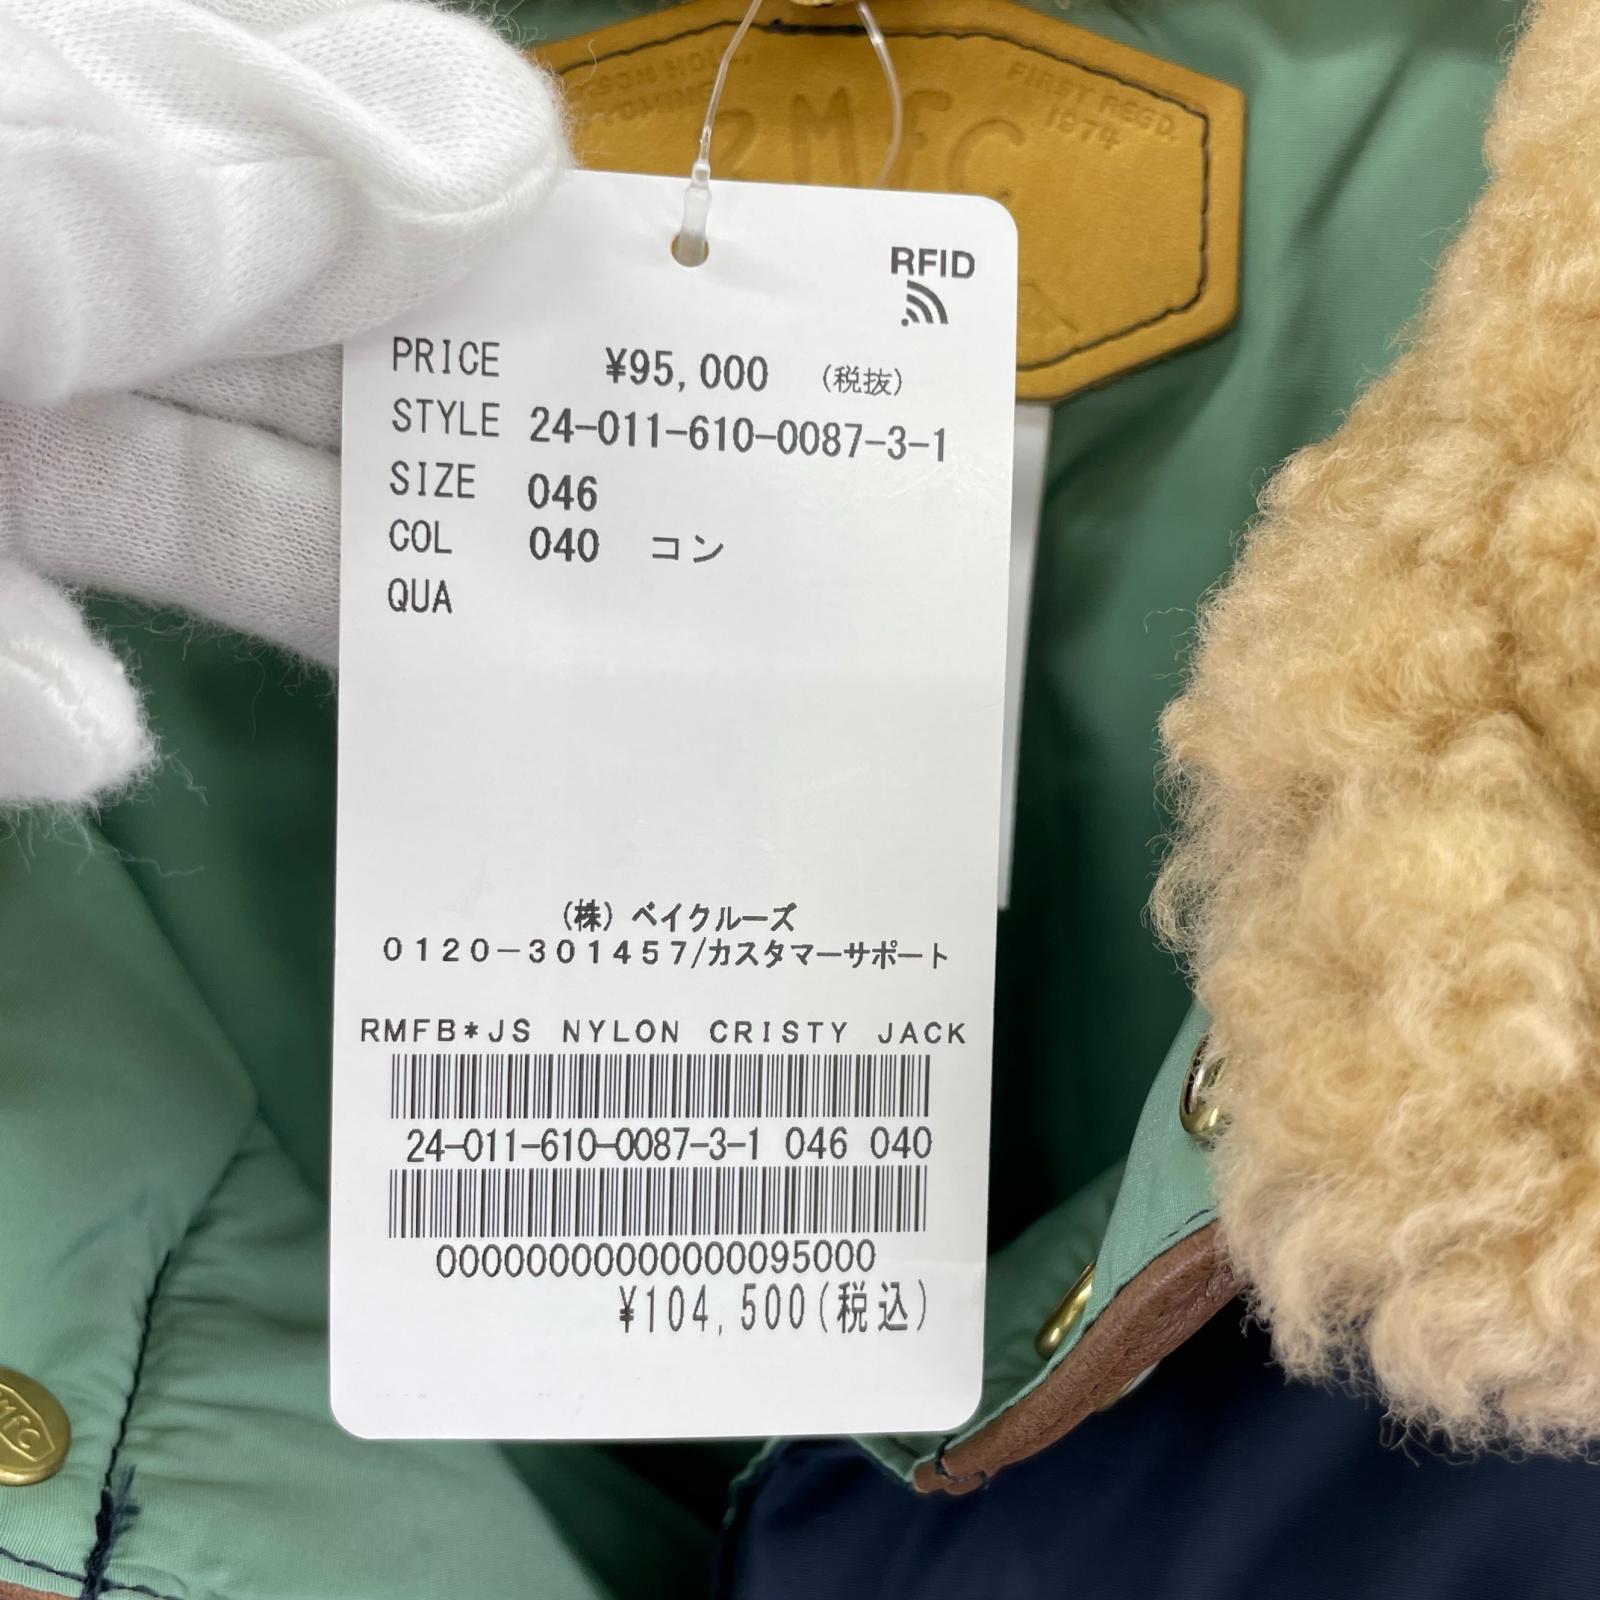 RMFC
FIRST REG'D.
1974
RFID
PRICE ¥95,000 (税抜)
STYLE 24-011-610-0087-3-1
SIZE 046
COL 040 コン
QUA
(株) ベイクルーズ
0120-301457/カスタマーサポート
RMFB*JS NYLON CRISTY JACK
24-011-610-0087-3-1 046 040
00000000000000095000
¥104,500(税込)